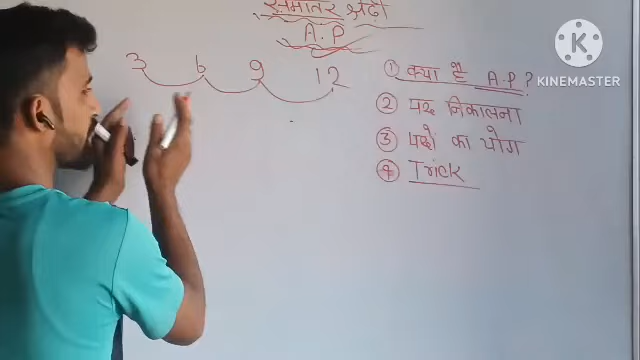 समांतर श्रेढी
A.P
3 6 9 12
① क्या है A.P?
② पद निकालना
③ पदों का योग
④ Trick
KINEMASTER